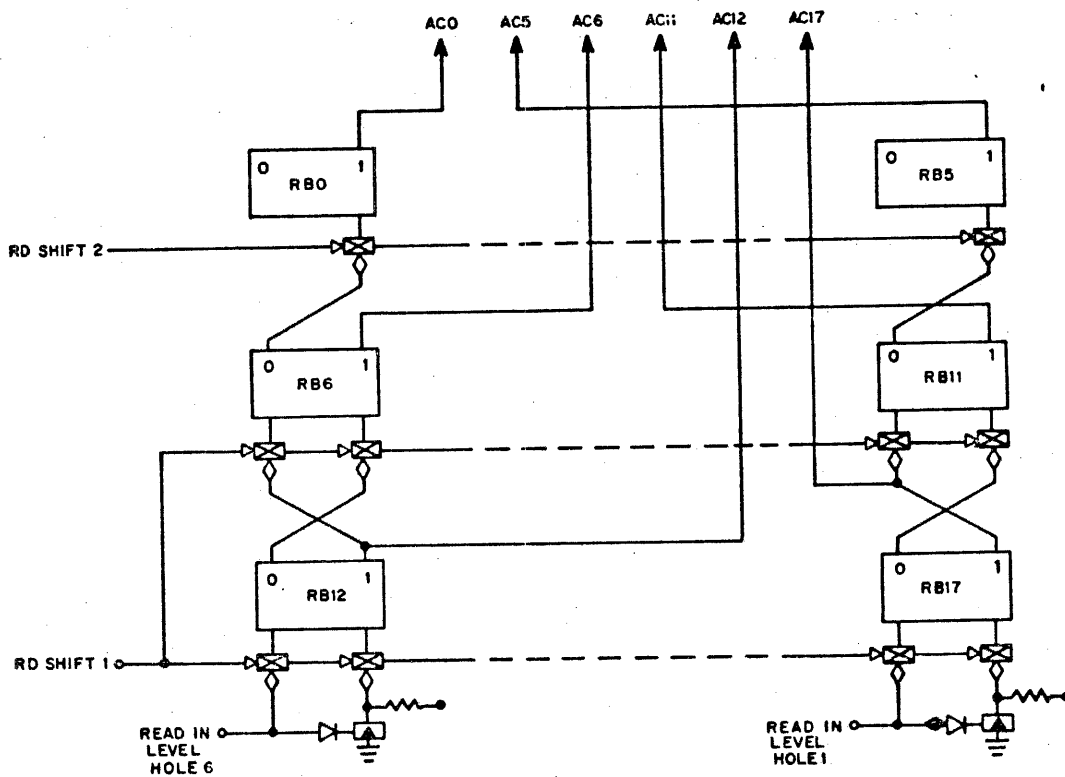 AC0 AC5 AC6 AC11 AC12 AC17
0 1
RB0
0 1
RB5
RD SHIFT 2
0 1
RB6
0 1
RB11
0 1
RB12
0 1
RB17
RD SHIFT 1
READ IN
LEVEL
HOLE 6
READ IN
LEVEL
HOLE 1